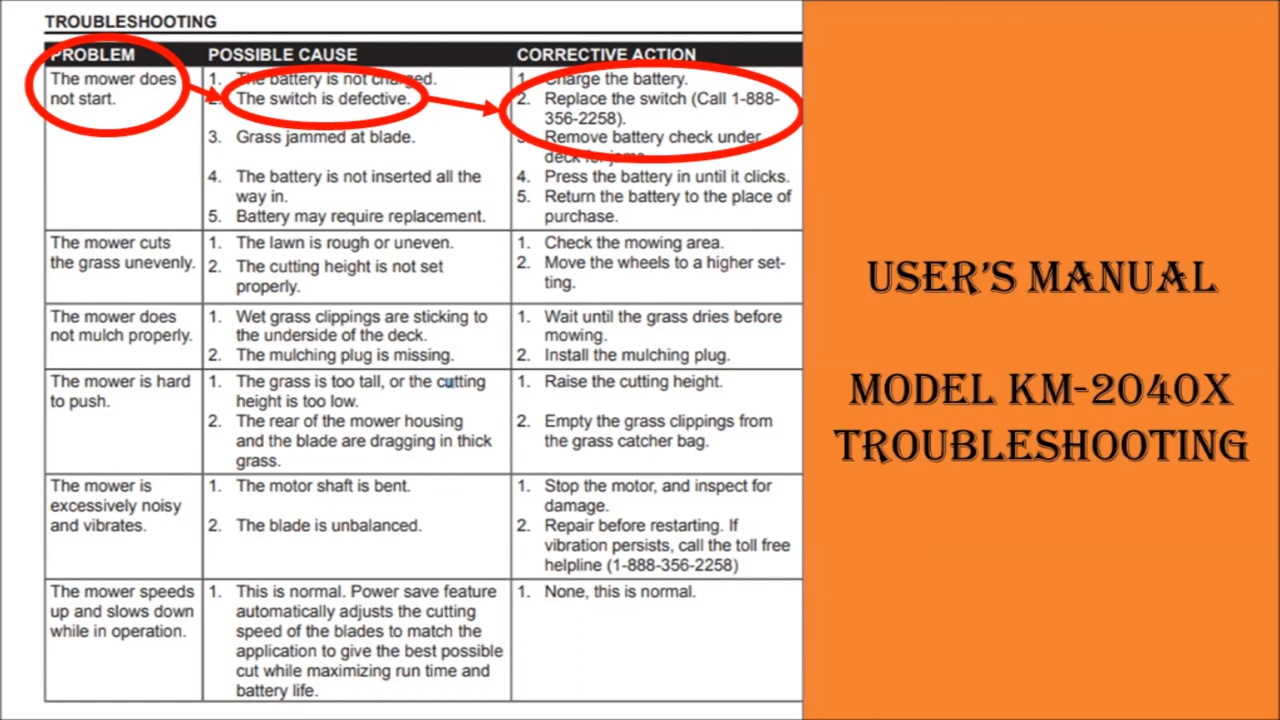 TROUBLESHOOTING
PROBLEM POSSIBLE CAUSE CORRECTIVE ACTION
The mower does not start.
1. The battery is not charged.
2. The switch is defective.
3. Grass jammed at blade.
4. The battery is not inserted all the
way in.
5. Battery may require replacement.
1. Charge the battery.
2. Replace the switch (Call 1-888-
356-2258).
3. Remove battery check under
deck for jams.
4. Press the battery in until it clicks.
5. Return the battery to the place of
purchase.
The mower cuts
the grass unevenly.
1. The lawn is rough or uneven.
2. The cutting height is not set
properly.
1. Check the mowing area.
2. Move the wheels to a higher set-
ting.
The mower does
not mulch properly.
1. Wet grass clippings are sticking to
the underside of the deck.
2. The mulching plug is missing.
1. Wait until the grass dries before
mowing.
2. Install the mulching plug.
The mower is hard
to push.
1. The grass is too tall, or the cutting
height is too low.
2. The rear of the mower housing
and the blade are dragging in thick
grass.
1. Raise the cutting height.
2. Empty the grass clippings from
the grass catcher bag.
The mower is
excessively noisy
and vibrates.
1. The motor shaft is bent.
2. The blade is unbalanced.
1. Stop the motor, and inspect for
damage.
2. Repair before restarting. If
vibration persists, call the toll free
helpline (1-888-356-2258)
The mower speeds
up and slows down
while in operation.
1. This is normal. Power save feature
automatically adjusts the cutting
speed of the blades to match the
application to give the best possible
cut while maximizing run time and
battery life.
1. None, this is normal.
USER'S MANUAL
MODEL KM-2040X
TROUBLESHOOTING